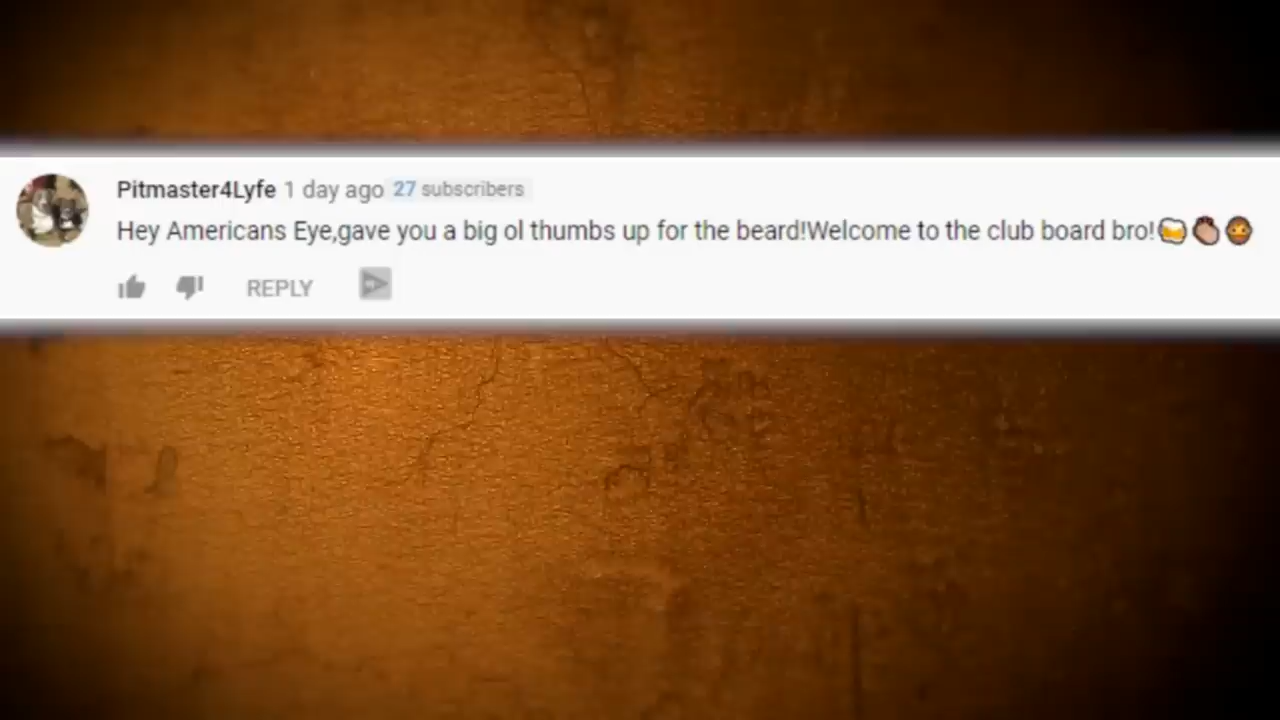 Pitmaster4Lyfe 1 day ago 27 subscribers
Hey Americans Eye,gave you a big ol thumbs up for the beard!Welcome to the club board bro!🍻👏🧔
REPLY